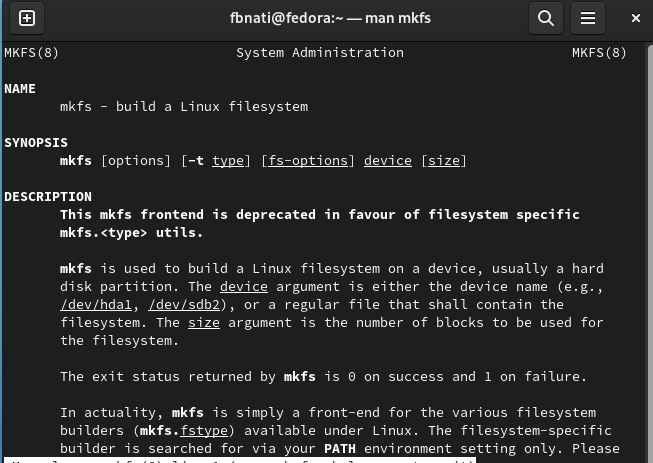 fbnati@fedora:~ — man mkfs
MKFS(8) System Administration MKFS(8)
NAME
mkfs - build a Linux filesystem
SYNOPSIS
mkfs [options] [-t type] [fs-options] device [size]
DESCRIPTION
This mkfs frontend is deprecated in favour of filesystem specific
mkfs.<type> utils.
mkfs is used to build a Linux filesystem on a device, usually a hard
disk partition. The device argument is either the device name (e.g.,
/dev/hda1, /dev/sdb2), or a regular file that shall contain the
filesystem. The size argument is the number of blocks to be used for
the filesystem.
The exit status returned by mkfs is 0 on success and 1 on failure.
In actuality, mkfs is simply a front-end for the various filesystem
builders (mkfs.fstype) available under Linux. The filesystem-specific
builder is searched for via your PATH environment setting only. Please